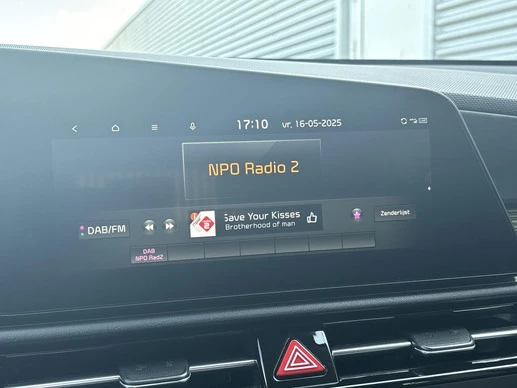 17:10 vr. 16-05-2025
NPO Radio 2
DAB/FM
Save Your Kisses
Brotherhood of man
Zenderlijst
DAB
NPO Rad2